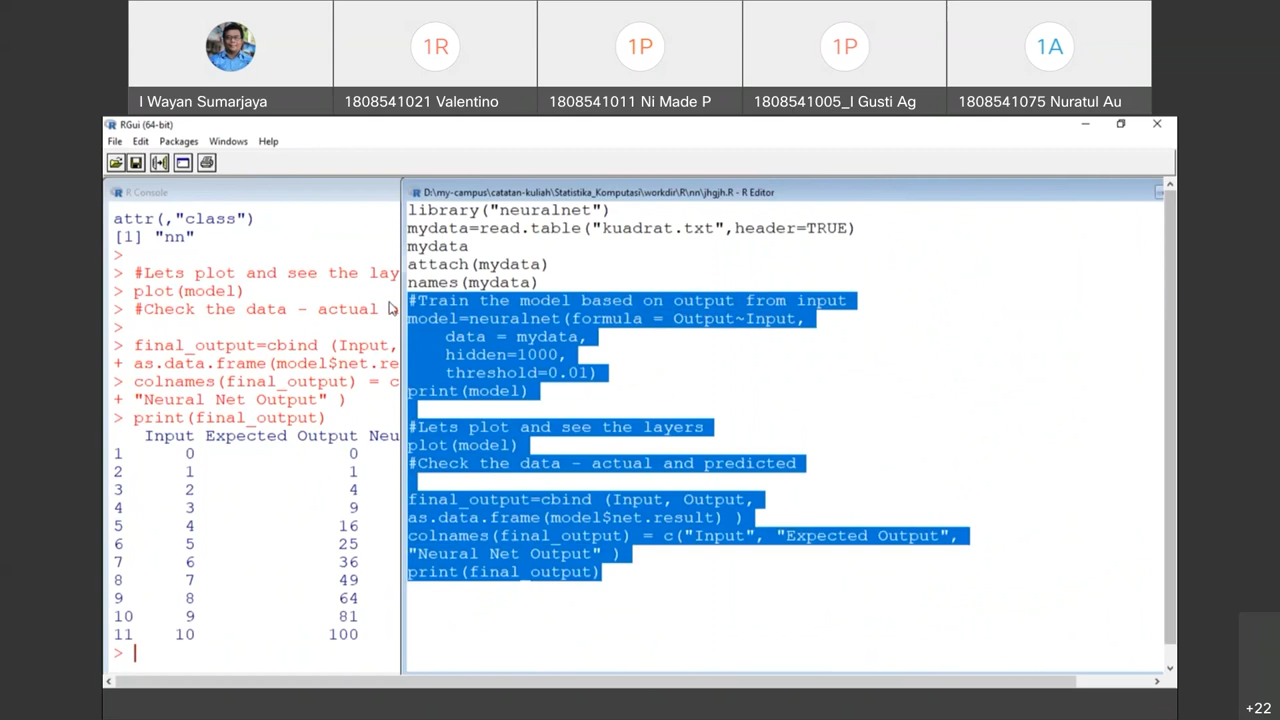 1R
1P
1P
1A
I Wayan Sumarjaya
1808541021 Valentino
1808541011 Ni Made P
1808541005_I Gusti Ag
1808541075 Nuratul Au
RGui (64-bit)
File Edit Packages Windows Help
R Console
attr(,"class")
[1] "nn"
>
> #Lets plot and see the lay
> plot(model)
> #Check the data - actual
>
> final_output=cbind (Input,
+ as.data.frame(model$net.re
> colnames(final_output) = c
+ "Neural Net Output" )
> print(final_output)
Input Expected Output Neu
1 0 0
2 1 1
3 2 4
4 3 9
5 4 16
6 5 25
7 6 36
8 7 49
9 8 64
10 9 81
11 10 100
>
D:\my-campus\catatan-kuliah\Statistika_Komputasi\workdir\R\nn\jhgjh.R - R Editor
library("neuralnet")
mydata=read.table("kuadrat.txt",header=TRUE)
mydata
attach(mydata)
names(mydata)
#Train the model based on output from input
model=neuralnet(formula = Output~Input,
data = mydata,
hidden=1000,
threshold=0.01)
print(model)
#Lets plot and see the layers
plot(model)
#Check the data - actual and predicted
final_output=cbind (Input, Output,
as.data.frame(model$net.result) )
colnames(final_output) = c("Input", "Expected Output",
"Neural Net Output" )
print(final_output)
+22